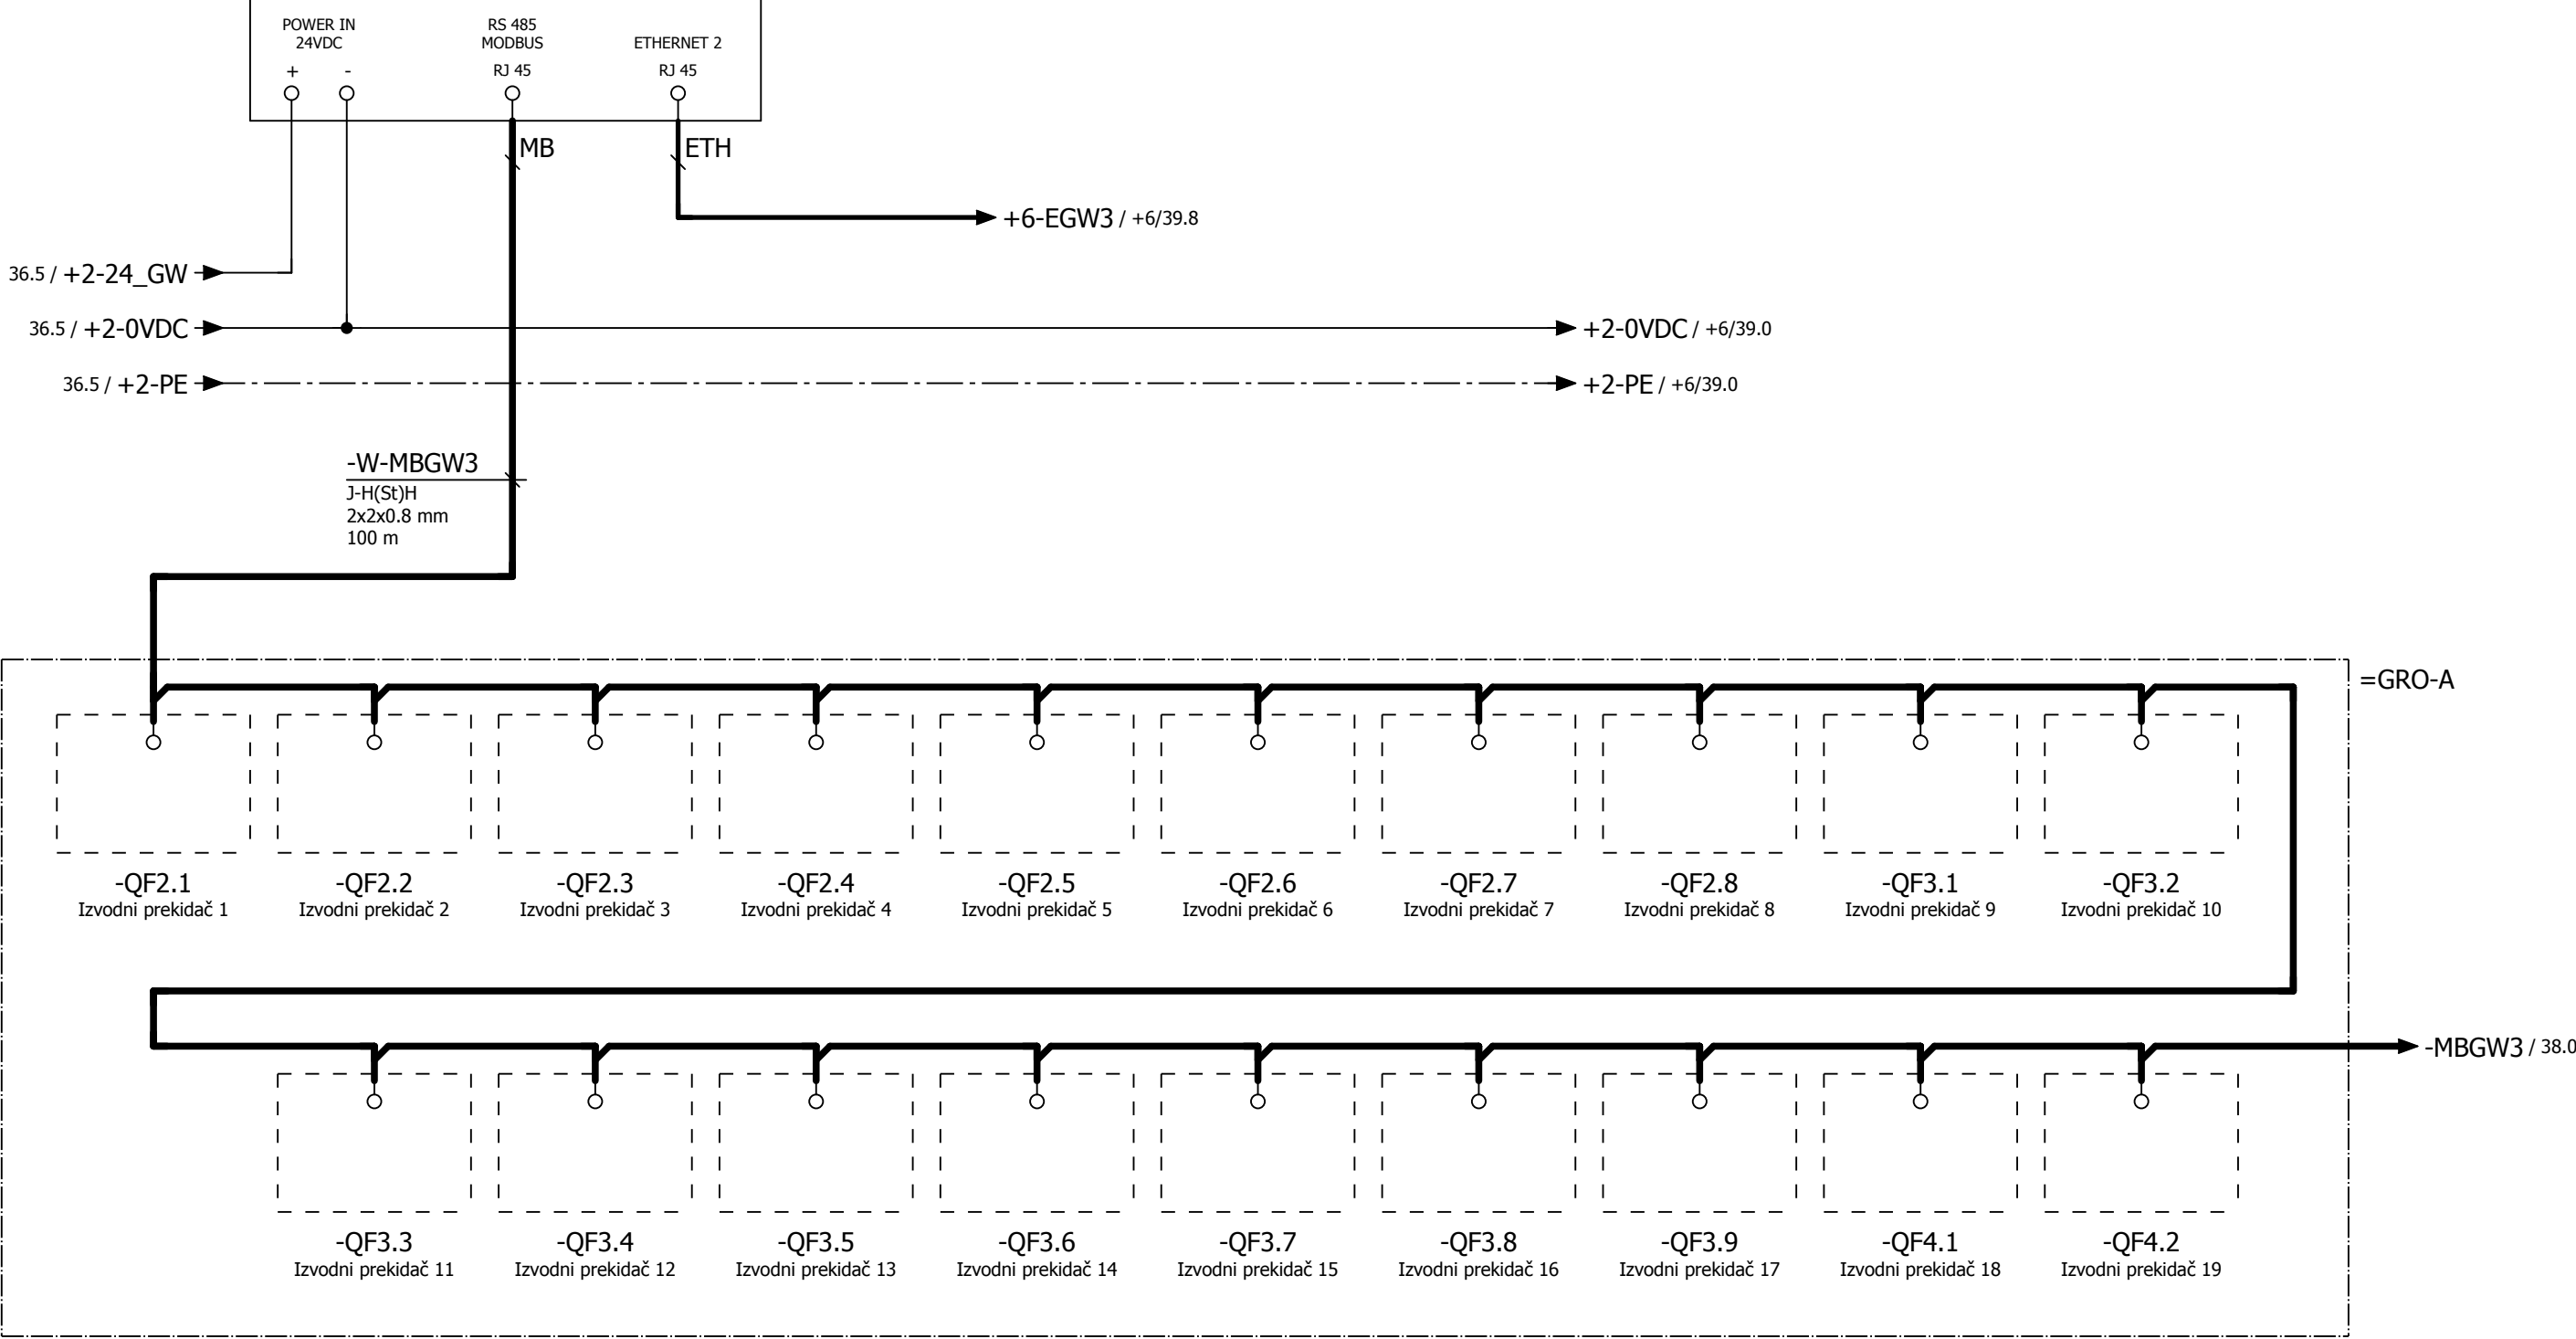 POWER IN
24VDC
+ -
RS 485
MODBUS
RJ 45
ETHERNET 2
RJ 45
MB
ETH
+6-EGW3 / +6/39.8
36.5 / +2-24_GW
36.5 / +2-0VDC
+2-0VDC / +6/39.0
36.5 / +2-PE
+2-PE / +6/39.0
-W-MBGW3
J-H(St)H
2x2x0.8 mm
100 m
=GRO-A
-QF2.1
Izvodni prekidač 1
-QF2.2
Izvodni prekidač 2
-QF2.3
Izvodni prekidač 3
-QF2.4
Izvodni prekidač 4
-QF2.5
Izvodni prekidač 5
-QF2.6
Izvodni prekidač 6
-QF2.7
Izvodni prekidač 7
-QF2.8
Izvodni prekidač 8
-QF3.1
Izvodni prekidač 9
-QF3.2
Izvodni prekidač 10
-MBGW3 / 38.0
-QF3.3
Izvodni prekidač 11
-QF3.4
Izvodni prekidač 12
-QF3.5
Izvodni prekidač 13
-QF3.6
Izvodni prekidač 14
-QF3.7
Izvodni prekidač 15
-QF3.8
Izvodni prekidač 16
-QF3.9
Izvodni prekidač 17
-QF4.1
Izvodni prekidač 18
-QF4.2
Izvodni prekidač 19